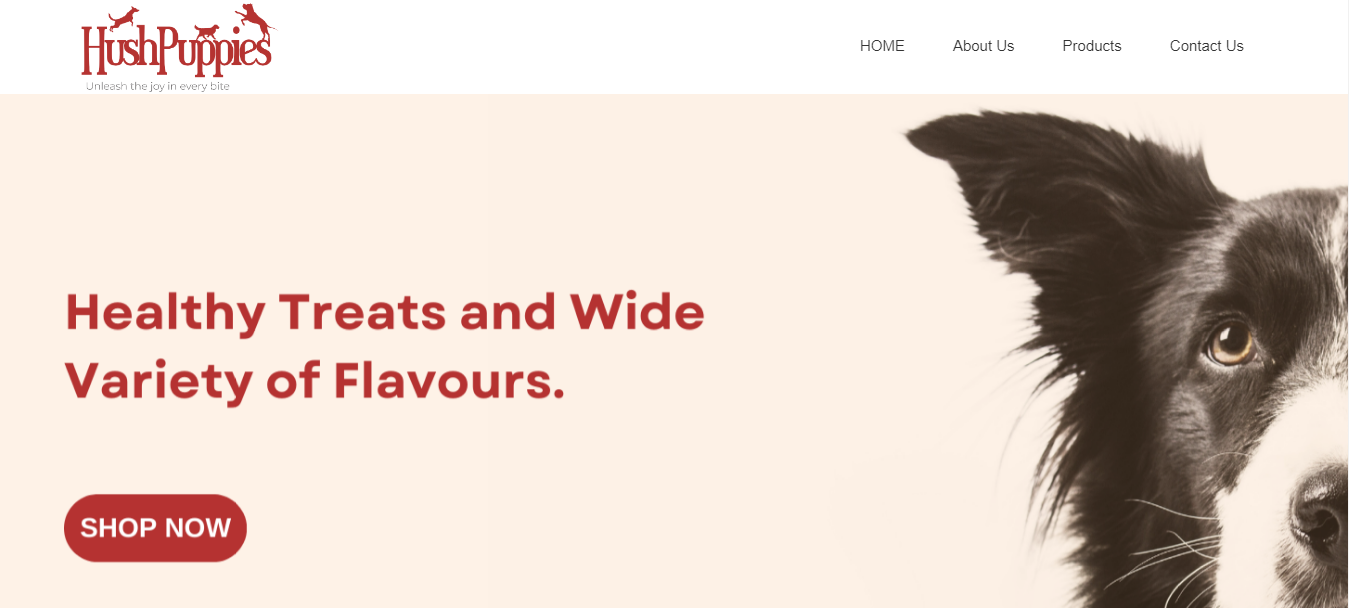 HushPuppies
Unleash the joy in every bite
HOME About Us Products Contact Us
Healthy Treats and Wide
Variety of Flavours.
SHOP NOW